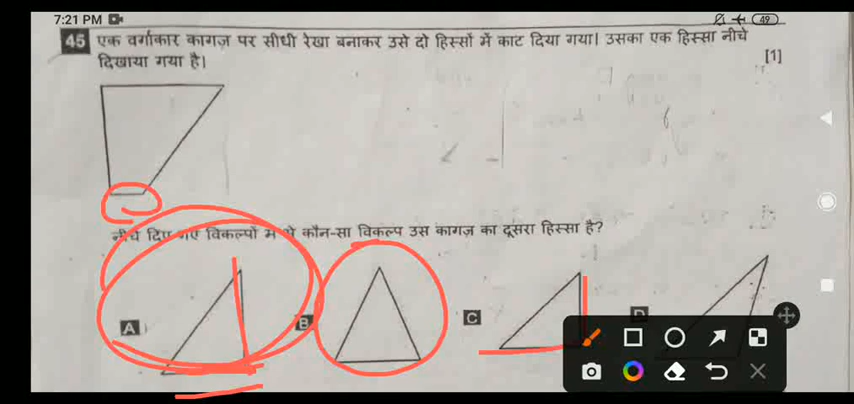 7:21 PM
49
45 एक वर्गाकार कागज़ पर सीधी रेखा बनाकर उसे दो हिस्सों में काट दिया गया। उसका एक हिस्सा नीचे
दिखाया गया है।
[1]
नीचे दिए गए विकल्पों में से कौन-सा विकल्प उस कागज़ का दूसरा हिस्सा है?
A
B
C
D